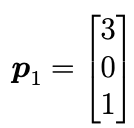 p₁ = [3
0
1]